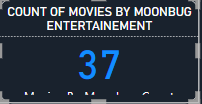 COUNT OF MOVIES BY MOONBUG
ENTERTAINEMENT
37